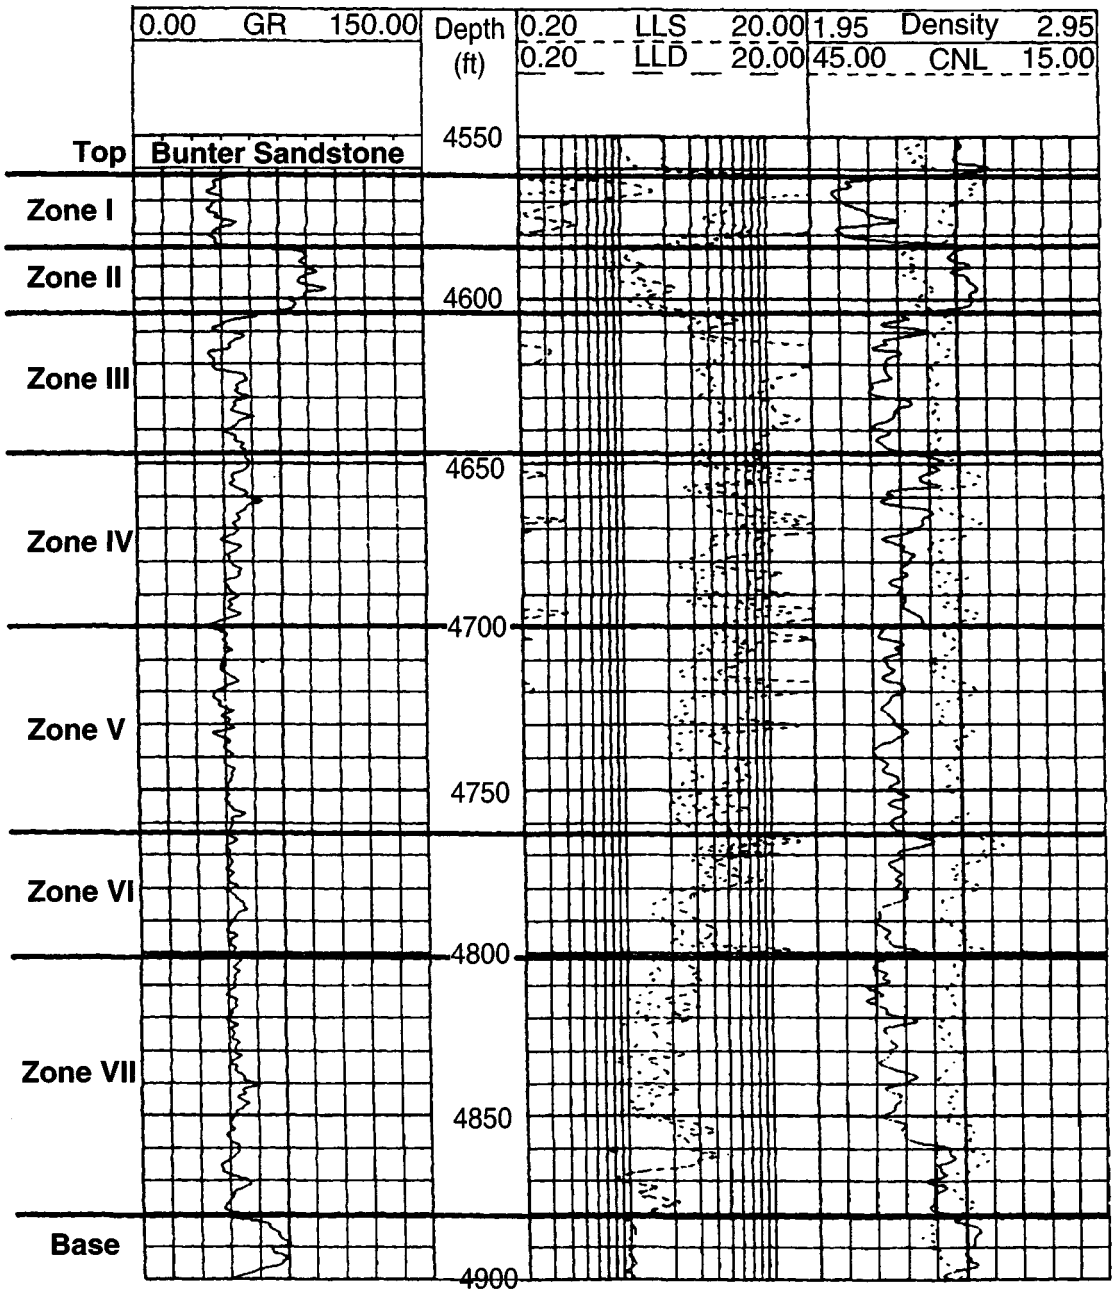 0.00 GR 150.00 Depth 0.20 LLS 20.00 1.95 Density 2.95
(ft) 0.20 LLD 20.00 45.00 CNL 15.00
4550
Top Bunter Sandstone
Zone I
Zone II
4600
Zone III
4650
Zone IV
4700
Zone V
4750
Zone VI
4800
Zone VII
4850
Base
4900